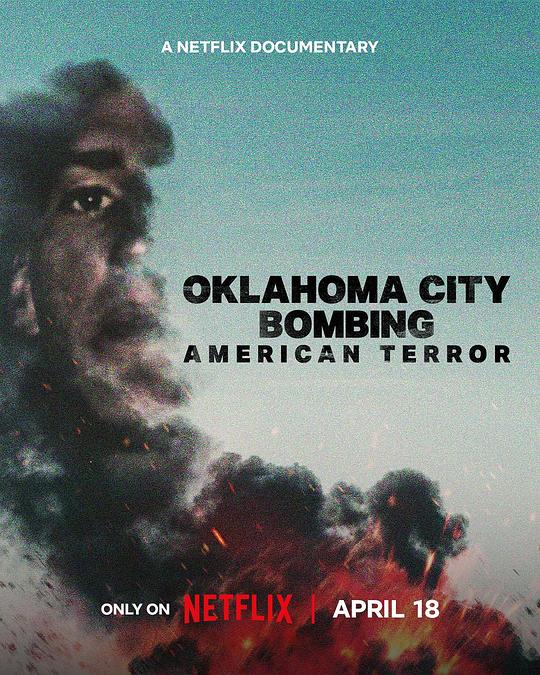 A NETFLIX DOCUMENTARY
OKLAHOMA CITY
BOMBING
AMERICAN TERROR
ONLY ON NETFLIX | APRIL 18